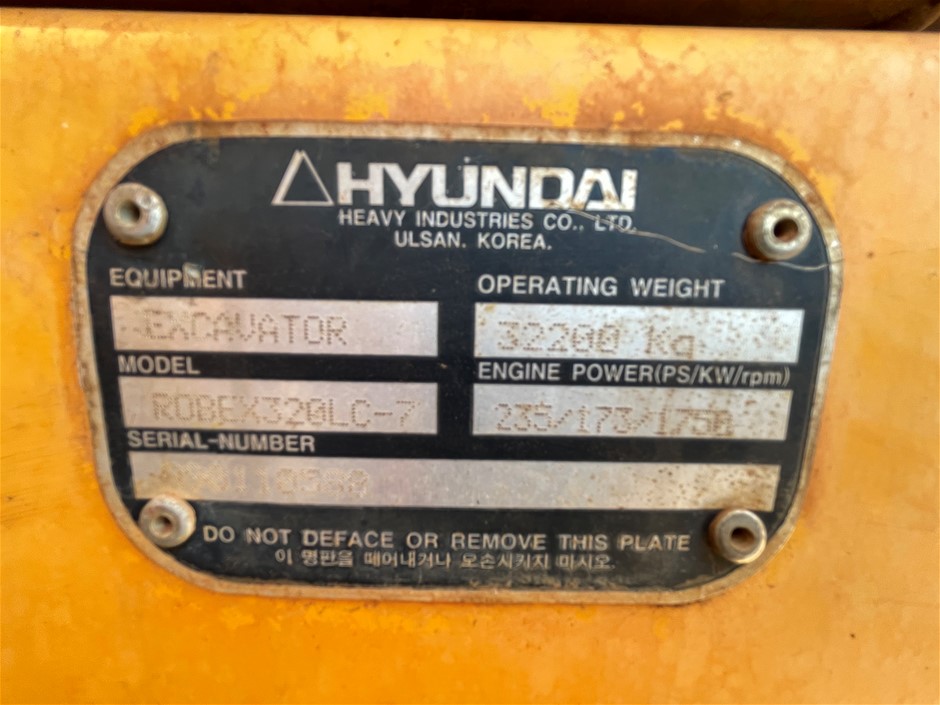 HYUNDAI
HEAVY INDUSTRIES CO., LTD.
ULSAN. KOREA.
EQUIPMENT
EXCAVATOR
OPERATING WEIGHT
32200 kg
MODEL
ROBEX320LC-7
ENGINE POWER(PS/KW/rpm)
235/173/1750
SERIAL-NUMBER
DO NOT DEFACE OR REMOVE THIS PLATE
이 명판을 떼어내거나 오손시키지 마시오.